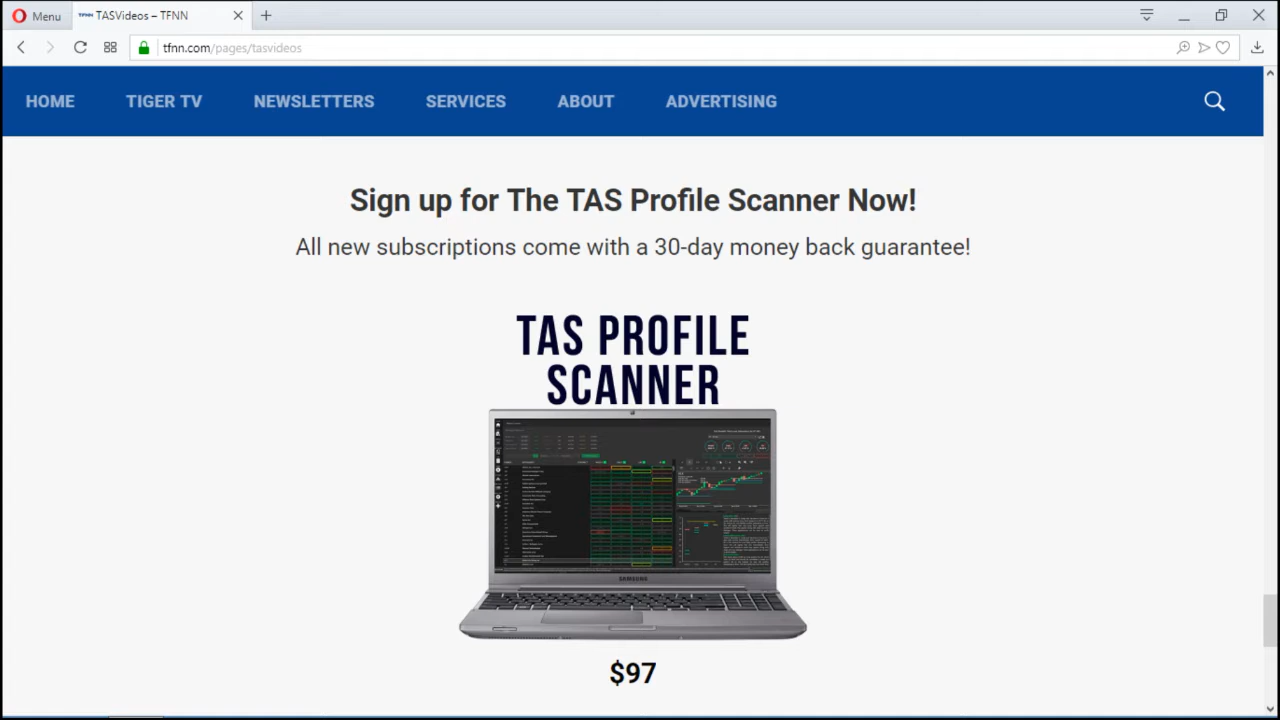 Menu
TFNN TASVideos – TFNN
tfnn.com/pages/tasvideos
HOME
TIGER TV
NEWSLETTERS
SERVICES
ABOUT
ADVERTISING
Sign up for The TAS Profile Scanner Now!
All new subscriptions come with a 30-day money back guarantee!
TAS PROFILE
SCANNER
SAMSUNG
$97